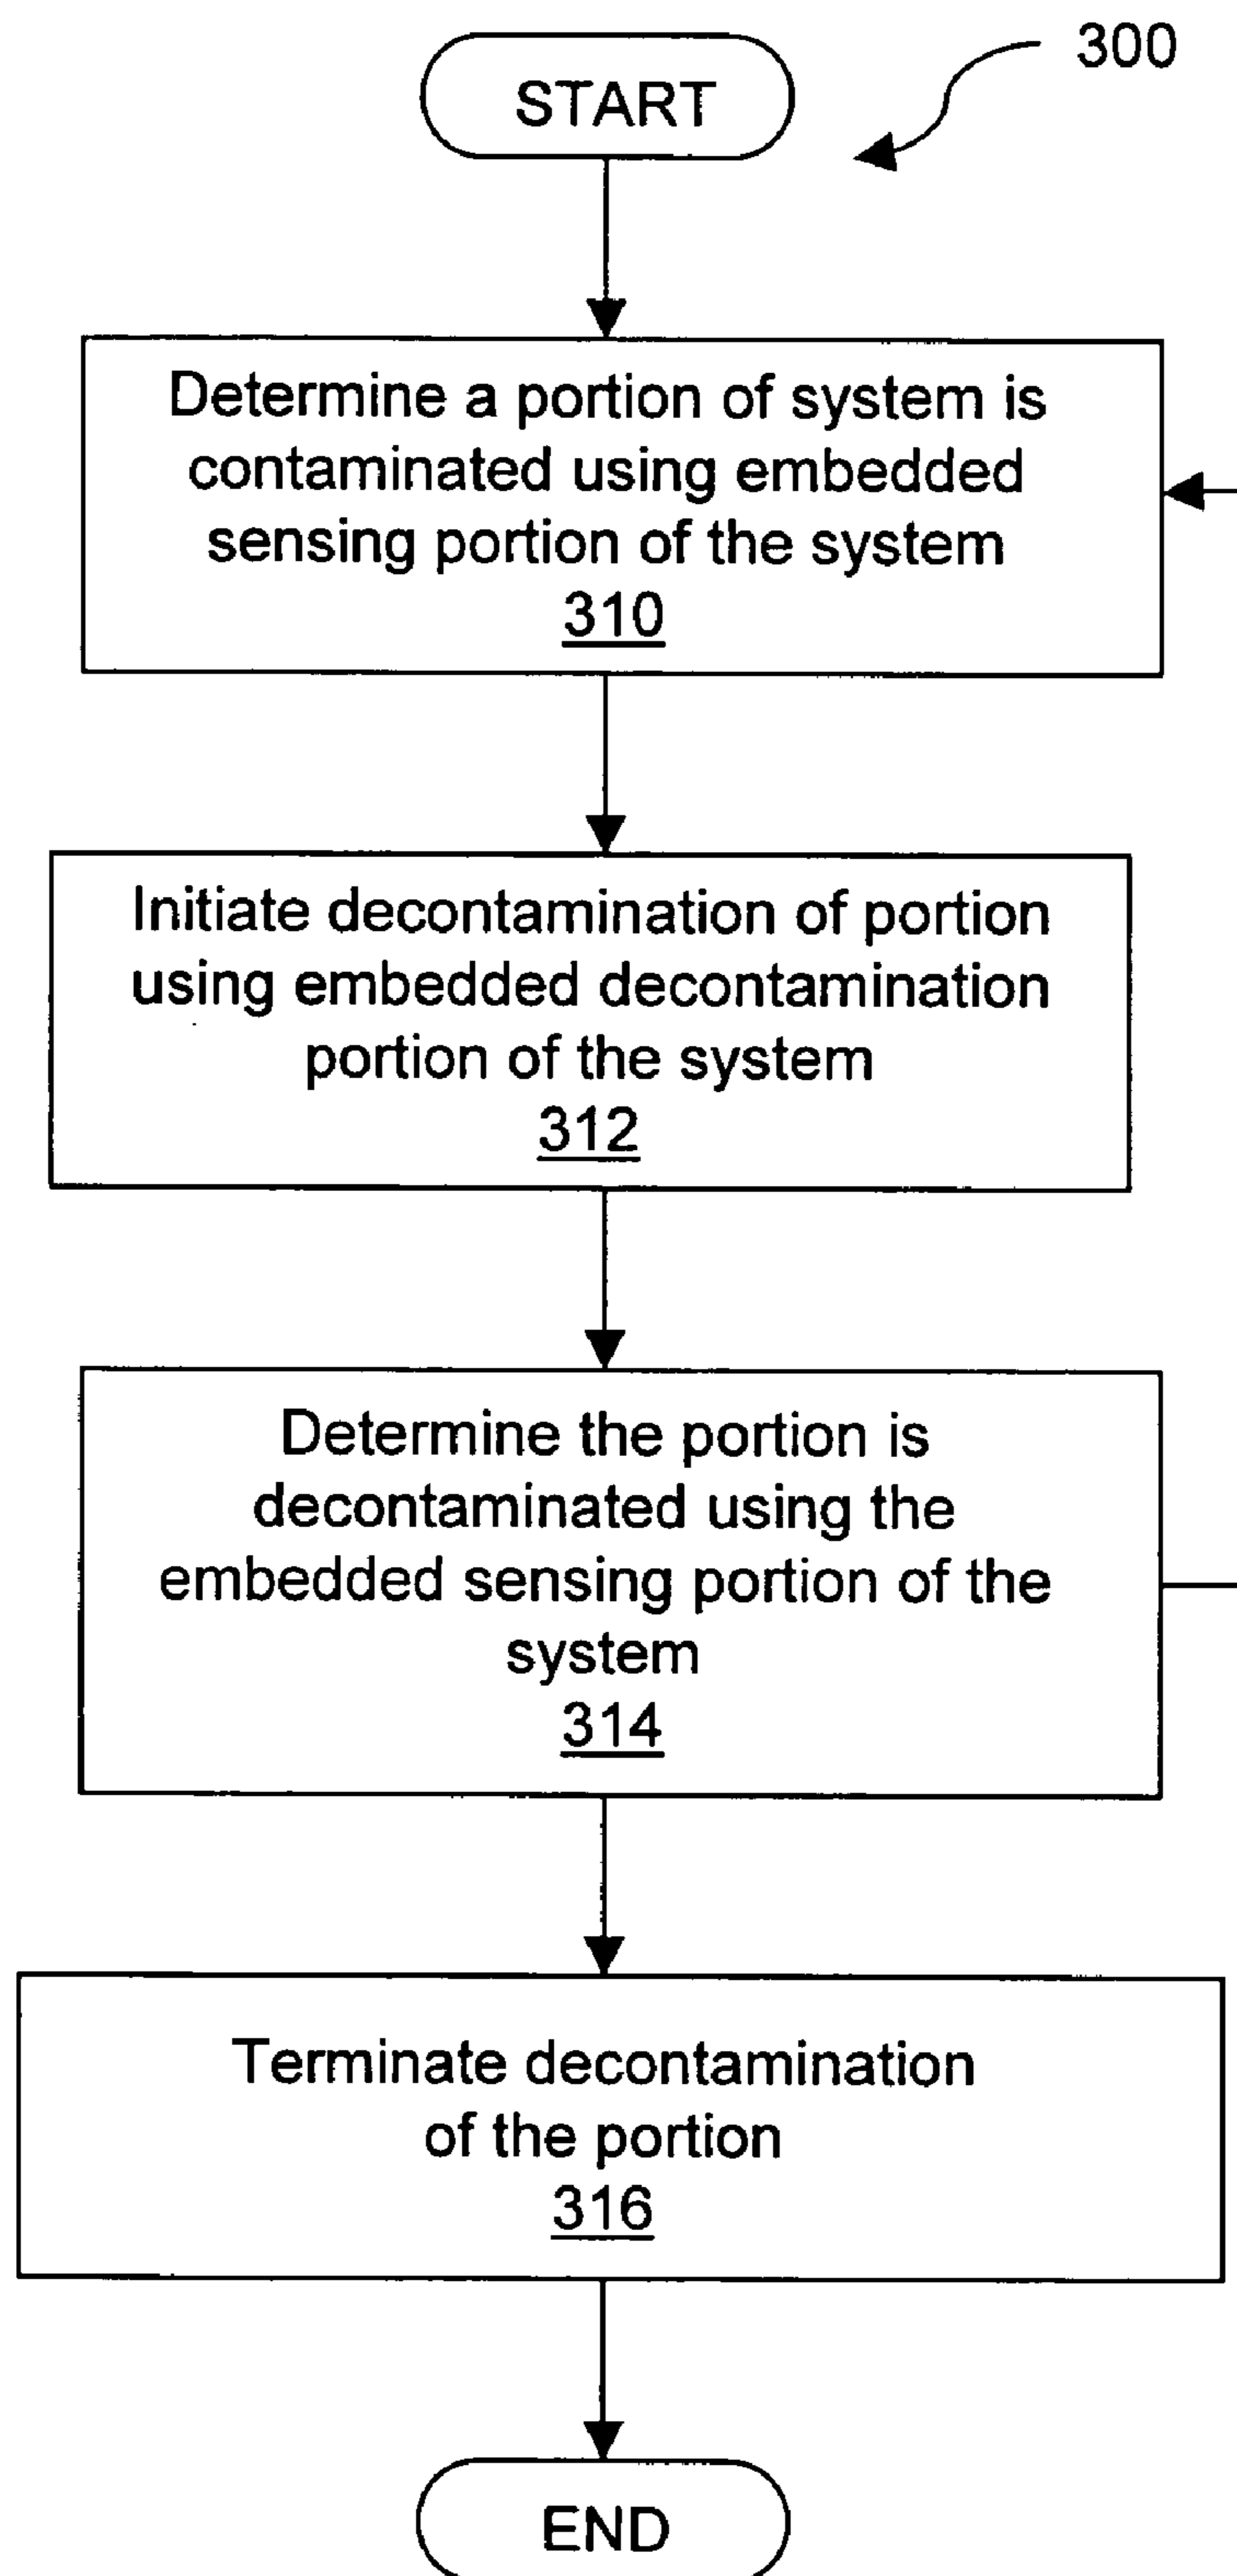 300
START
Determine a portion of system is
contaminated using embedded
sensing portion of the system
310
Initiate decontamination of portion
using embedded decontamination
portion of the system
312
Determine the portion is
decontaminated using the
embedded sensing portion of the
system
314
Terminate decontamination
of the portion
316
END